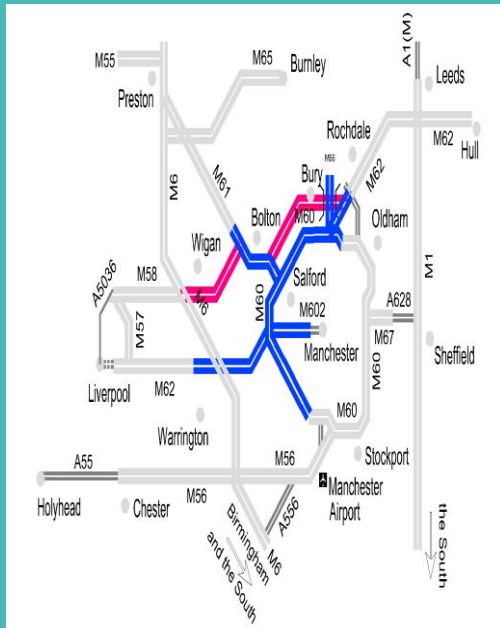 A1(M)
M55
M65
Burnley
Leeds
Preston
Rochdale
M66
M62
M62
Hull
M6
M61
Bury
M60
Bolton
Oldham
Wigan
M1
A5036
M58
M6
M60
Salford
M602
A628
M57
Manchester
M67
Sheffield
Liverpool
M62
M60
M60
Warrington
Stockport
A55
M56
Holyhead
Chester
M56
A556
Manchester
Airport
Birmingham
and the South
M6
the South